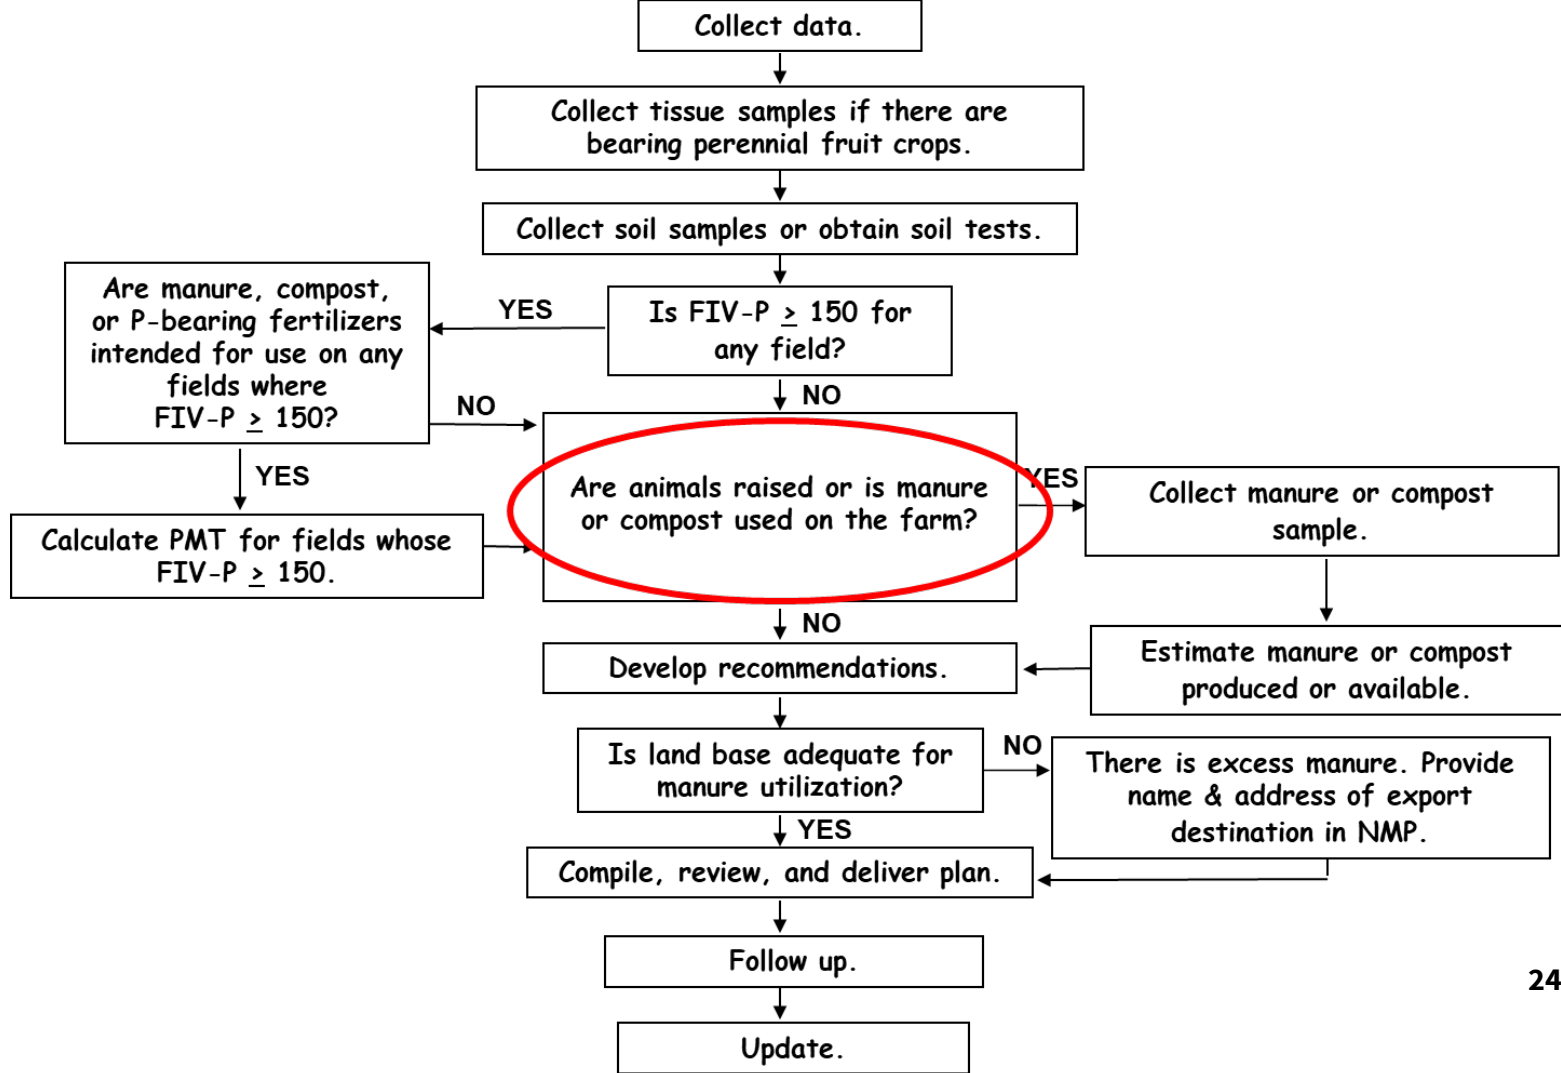 Collect data.
Collect tissue samples if there are
bearing perennial fruit crops.
Collect soil samples or obtain soil tests.
Is FIV-P ≥ 150 for
any field?
YES
NO
Are manure, compost,
or P-bearing fertilizers
intended for use on any
fields where
FIV-P ≥ 150?
NO
YES
Calculate PMT for fields whose
FIV-P ≥ 150.
Are animals raised or is manure
or compost used on the farm?
YES
NO
Collect manure or compost
sample.
Estimate manure or compost
produced or available.
Develop recommendations.
Is land base adequate for
manure utilization?
NO
YES
There is excess manure. Provide
name & address of export
destination in NMP.
Compile, review, and deliver plan.
Follow up.
Update.
24